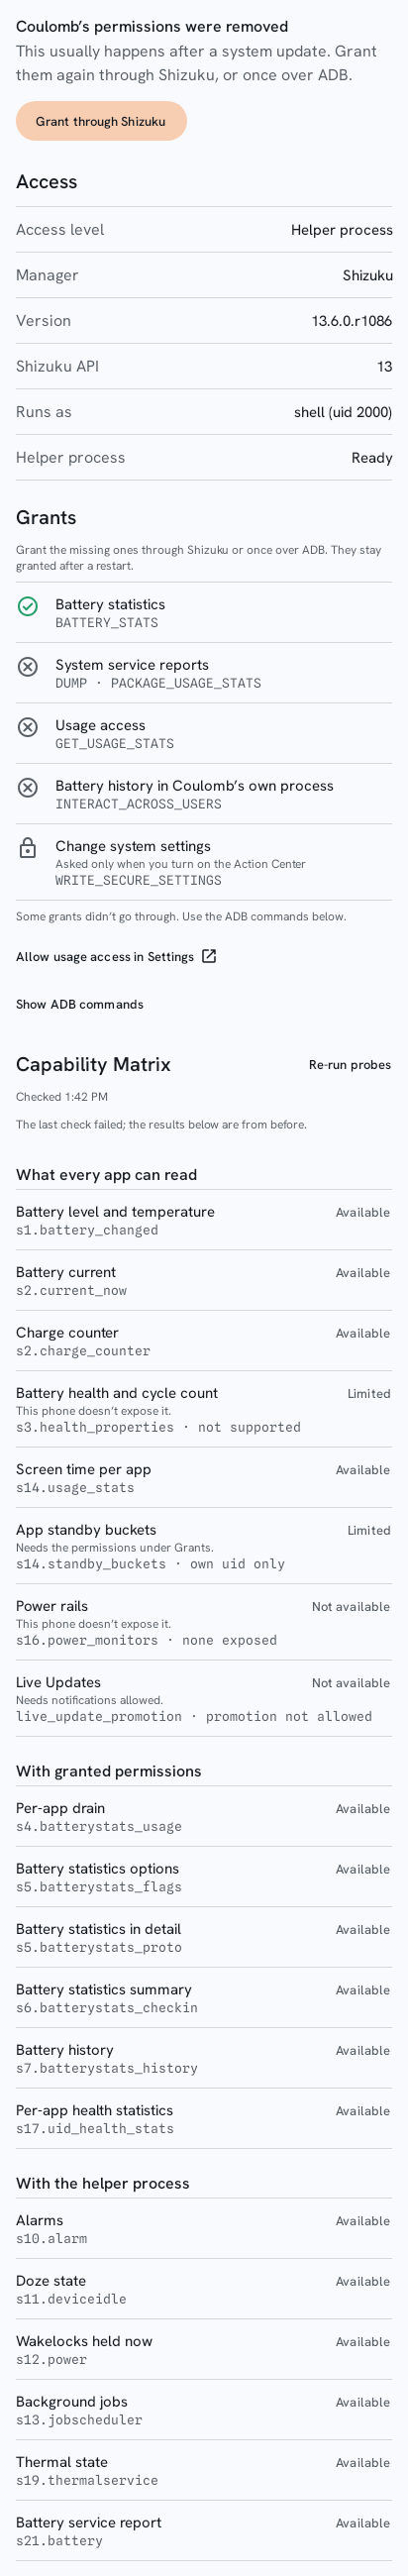 Coulomb’s permissions were removed
This usually happens after a system update. Grant
them again through Shizuku, or once over ADB.
Grant through Shizuku
Access
Access level Helper process
Manager Shizuku
Version 13.6.0.r1086
Shizuku API 13
Runs as shell (uid 2000)
Helper process Ready
Grants
Grant the missing ones through Shizuku or once over ADB. They stay
granted after a restart.
Battery statistics
BATTERY_STATS
System service reports
DUMP · PACKAGE_USAGE_STATS
Usage access
GET_USAGE_STATS
Battery history in Coulomb’s own process
INTERACT_ACROSS_USERS
Change system settings
Asked only when you turn on the Action Center
WRITE_SECURE_SETTINGS
Some grants didn’t go through. Use the ADB commands below.
Allow usage access in Settings
Show ADB commands
Capability Matrix Re-run probes
Checked 1:42 PM
The last check failed; the results below are from before.
What every app can read
Battery level and temperature Available
s1.battery_changed
Battery current Available
s2.current_now
Charge counter Available
s2.charge_counter
Battery health and cycle count Limited
This phone doesn’t expose it.
s3.health_properties · not supported
Screen time per app Available
s14.usage_stats
App standby buckets Limited
Needs the permissions under Grants.
s14.standby_buckets · own uid only
Power rails Not available
This phone doesn’t expose it.
s16.power_monitors · none exposed
Live Updates Not available
Needs notifications allowed.
live_update_promotion · promotion not allowed
With granted permissions
Per-app drain Available
s4.batterystats_usage
Battery statistics options Available
s5.batterystats_flags
Battery statistics in detail Available
s5.batterystats_proto
Battery statistics summary Available
s6.batterystats_checkin
Battery history Available
s7.batterystats_history
Per-app health statistics Available
s17.uid_health_stats
With the helper process
Alarms Available
s10.alarm
Doze state Available
s11.deviceidle
Wakelocks held now Available
s12.power
Background jobs Available
s13.jobscheduler
Thermal state Available
s19.thermalservice
Battery service report Available
s21.battery